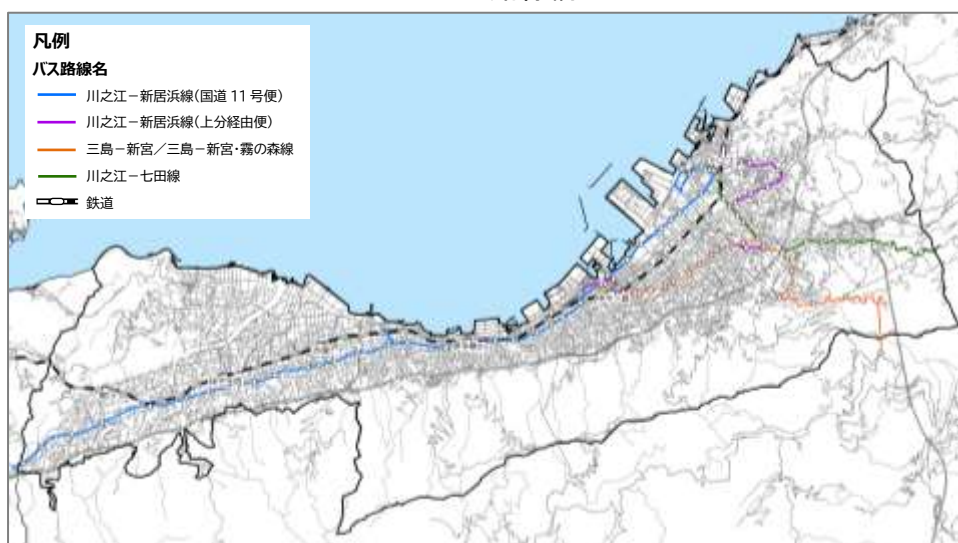 凡例
バス路線名
川之江－新居浜線(国道 11 号便)
川之江－新居浜線(上分経由便)
三島－新宮／三島－新宮・霧の森線
川之江－七田線
鉄道